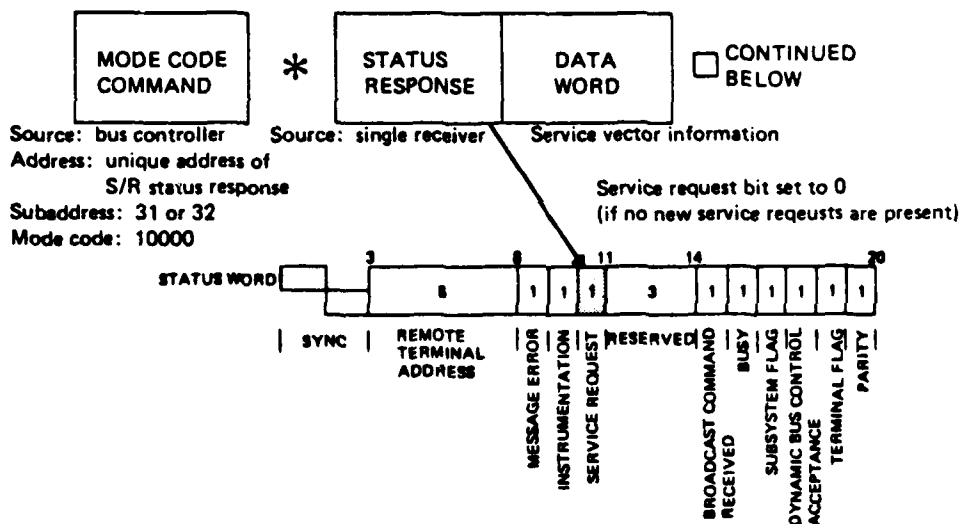 MODE CODE
COMMAND
*
STATUS
RESPONSE
DATA
WORD
CONTINUED
BELOW
Source: bus controller
Address: unique address of
S/R status response
Subaddress: 31 or 32
Mode code: 10000
Source: single receiver
Service vector information
Service request bit set to 0
(if no new service reqeusts are present)
STATUS WORD
3
11
14
20
1
1
1
3
1
1
1
1
1
1
SYNC
REMOTE
TERMINAL
ADDRESS
MESSAGE ERROR
INSTRUMENTATION
SERVICE REQUEST
RESERVED
BROADCAST COMMAND
RECEIVED
BUSY
SUBSYSTEM FLAG
DYNAMIC BUS CONTROL
ACCEPTANCE
TERMINAL FLAG
PARITY